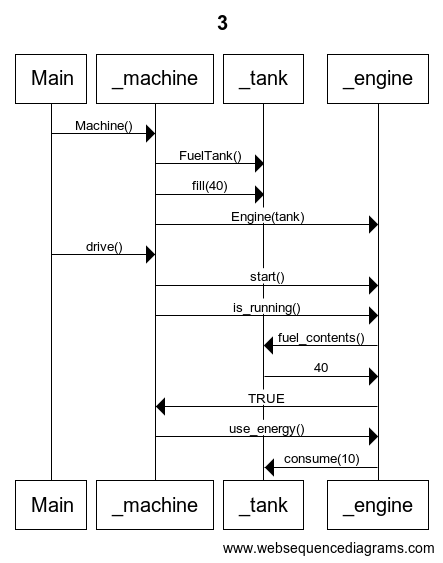 3
Main _machine _tank _engine
Machine()
FuelTank()
fill(40)
Engine(tank)
drive()
start()
is_running()
fuel_contents()
40
TRUE
use_energy()
consume(10)
Main _machine _tank _engine
www.websequencediagrams.com